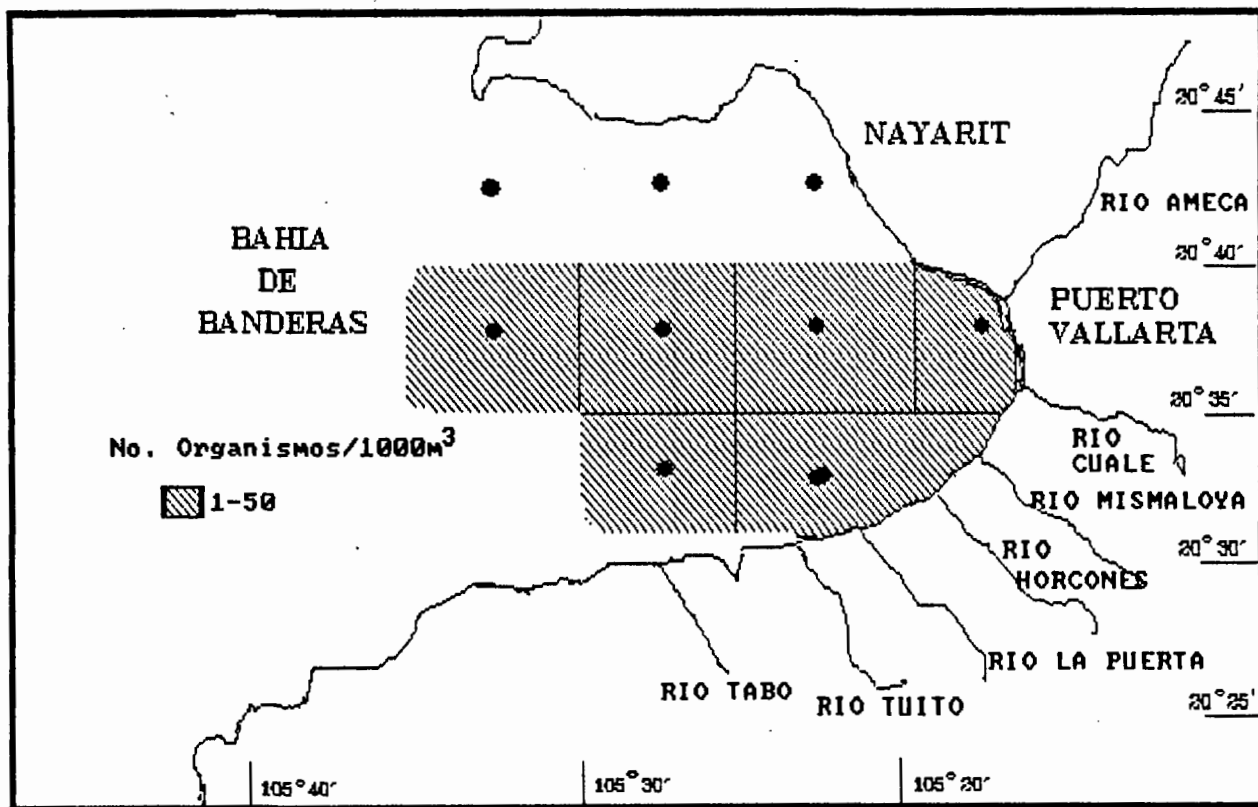 20°45'
NAYARIT
RIO AMECA
BAHIA
DE
BANDERAS
20°40'
PUERTO
VALLARTA
20°35'
No. Organismos/1000m³
1-50
RIO
CUALE
RIO MISMALOYA
20°30'
RIO
HORCONES
RIO LA PUERTA
RIO TABO
RIO TUITO
20°25'
105°40'
105°30'
105°20'